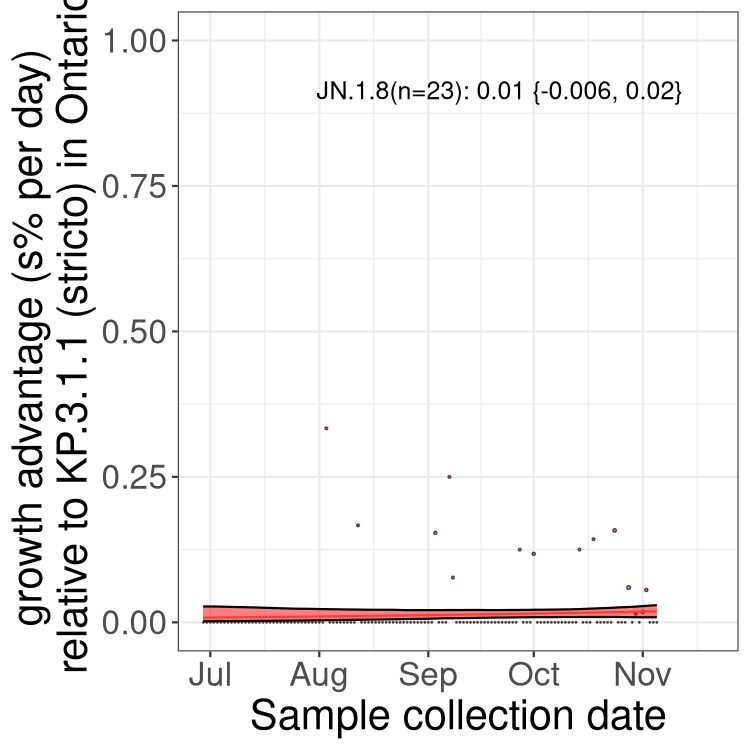 growth advantage (s% per day)
relative to KP.3.1.1 (stricto) in Ontario
1.00
0.75
0.50
0.25
0.00
JN.1.8(n=23): 0.01 {-0.006, 0.02}
Jul Aug Sep Oct Nov
Sample collection date